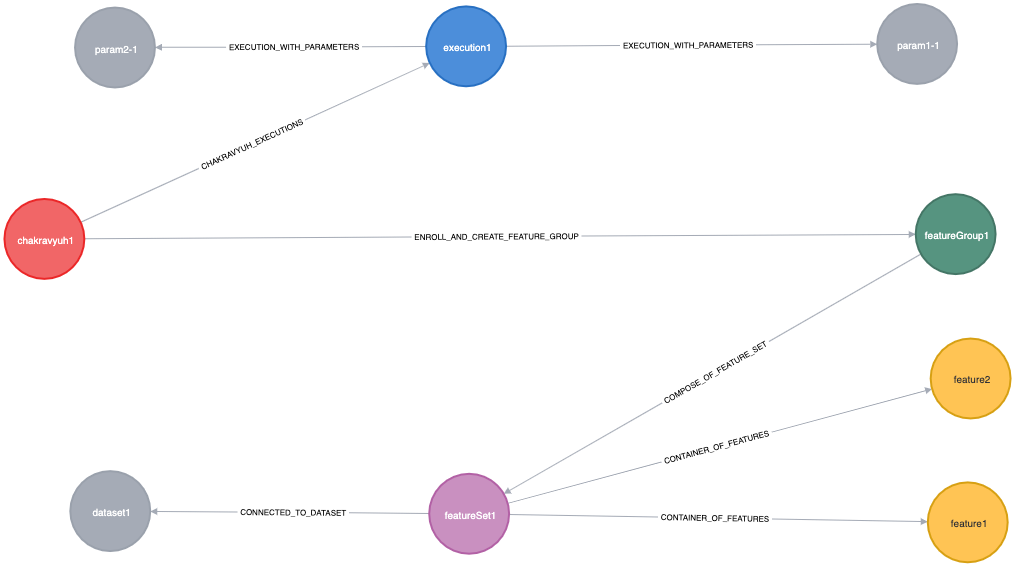 param2-1
EXECUTION_WITH_PARAMETERS
execution1
EXECUTION_WITH_PARAMETERS
param1-1
CHAKRAVYUH_EXECUTIONS
chakravyuh1
ENROLL_AND_CREATE_FEATURE_GROUP
featureGroup1
COMPOSE_OF_FEATURE_SET
feature2
CONTAINER_OF_FEATURES
dataset1
CONNECTED_TO_DATASET
featureSet1
CONTAINER_OF_FEATURES
feature1